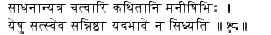 साधनान्यत्र चत्वारि कथितानि मनीषिभिः ।
येषु सत्स्वेव सन्निष्ठा यदभावे न सिध्यति ॥१८॥